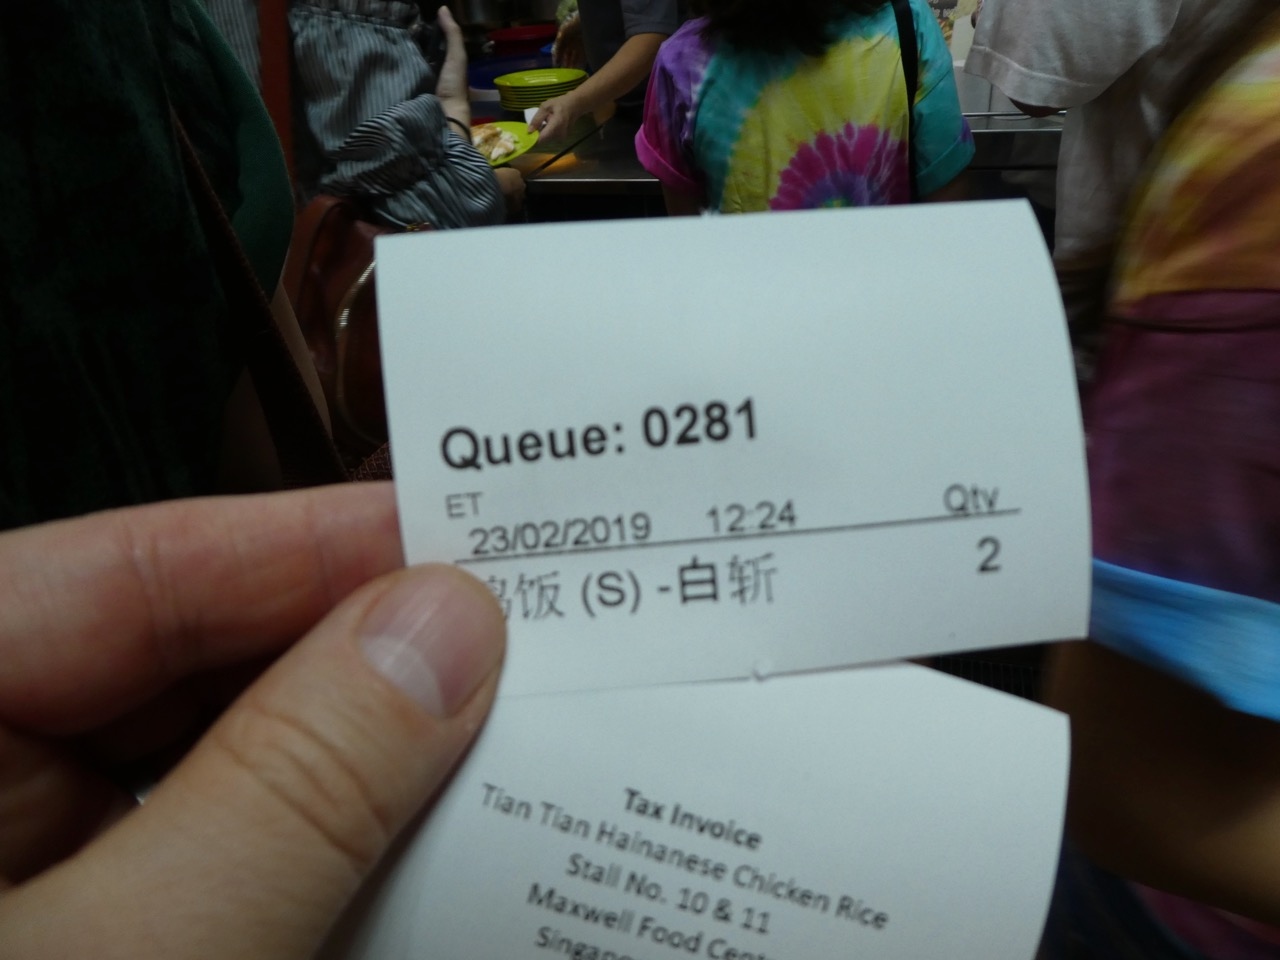 Queue: 0281
ET
23/02/2019 12:24 Qty
饭 (S) -白斩 2
Tax Invoice
Tian Tian Hainanese Chicken Rice
Stall No. 10 & 11
Maxwell Food